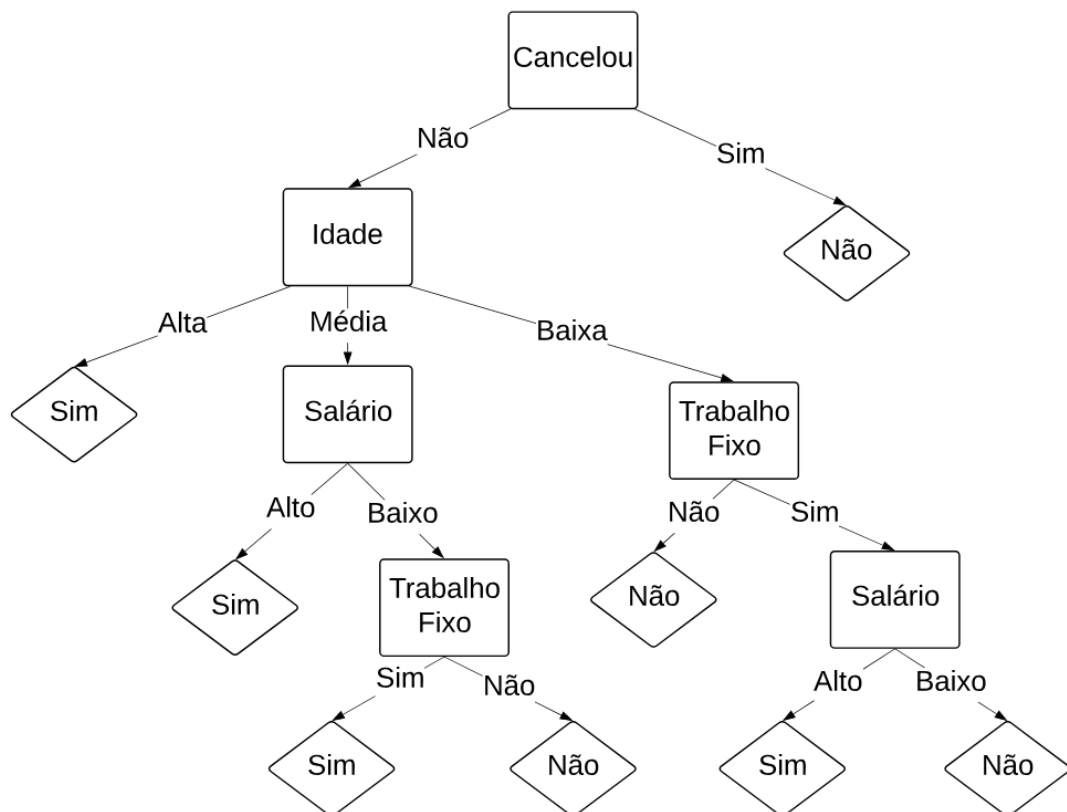 Cancelou
Não
Sim
Idade
Não
Alta
Média
Baixa
Sim
Salário
Trabalho
Fixo
Alto
Baixo
Não
Sim
Sim
Trabalho
Fixo
Não
Salário
Sim
Não
Alto
Baixo
Sim
Não
Sim
Não